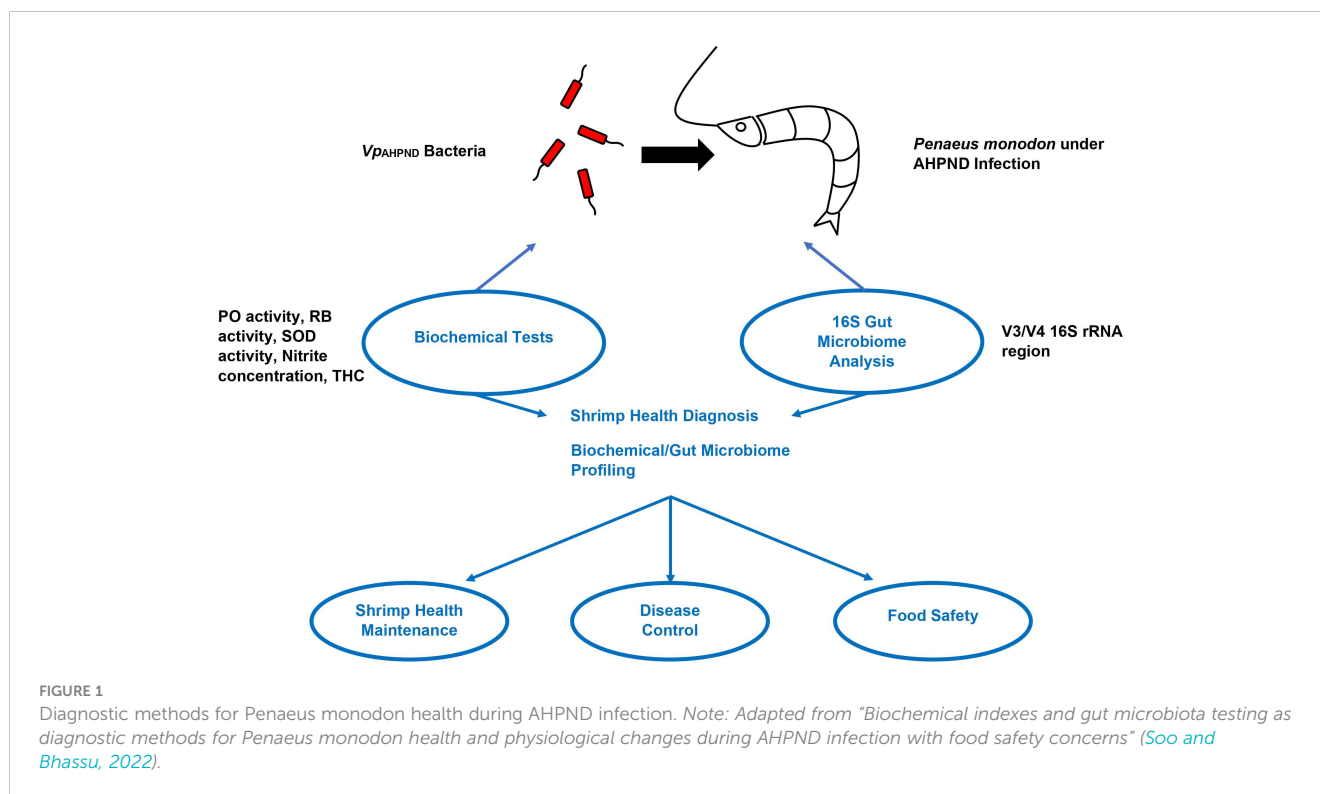 VpAHPND Bacteria
Penaeus monodon under
AHPND Infection
PO activity, RB
activity, SOD
activity, Nitrite
concentration, THC
Biochemical Tests
16S Gut
Microbiome
Analysis
V3/V4 16S rRNA
region
Shrimp Health Diagnosis
Biochemical/Gut Microbiome
Profiling
Shrimp Health
Maintenance
Disease
Control
Food Safety
FIGURE 1
Diagnostic methods for Penaeus monodon health during AHPND infection. Note: Adapted from “Biochemical indexes and gut microbiota testing as
diagnostic methods for Penaeus monodon health and physiological changes during AHPND infection with food safety concerns” (Soo and
Bhassu, 2022).